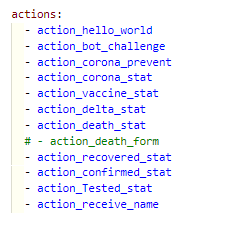 actions:
  - action_hello_world
  - action_bot_challenge
  - action_corona_prevent
  - action_corona_stat
  - action_vaccine_stat
  - action_delta_stat
  - action_death_stat
  # - action_death_form
  - action_recovered_stat
  - action_confirmed_stat
  - action_Tested_stat
  - action_receive_name